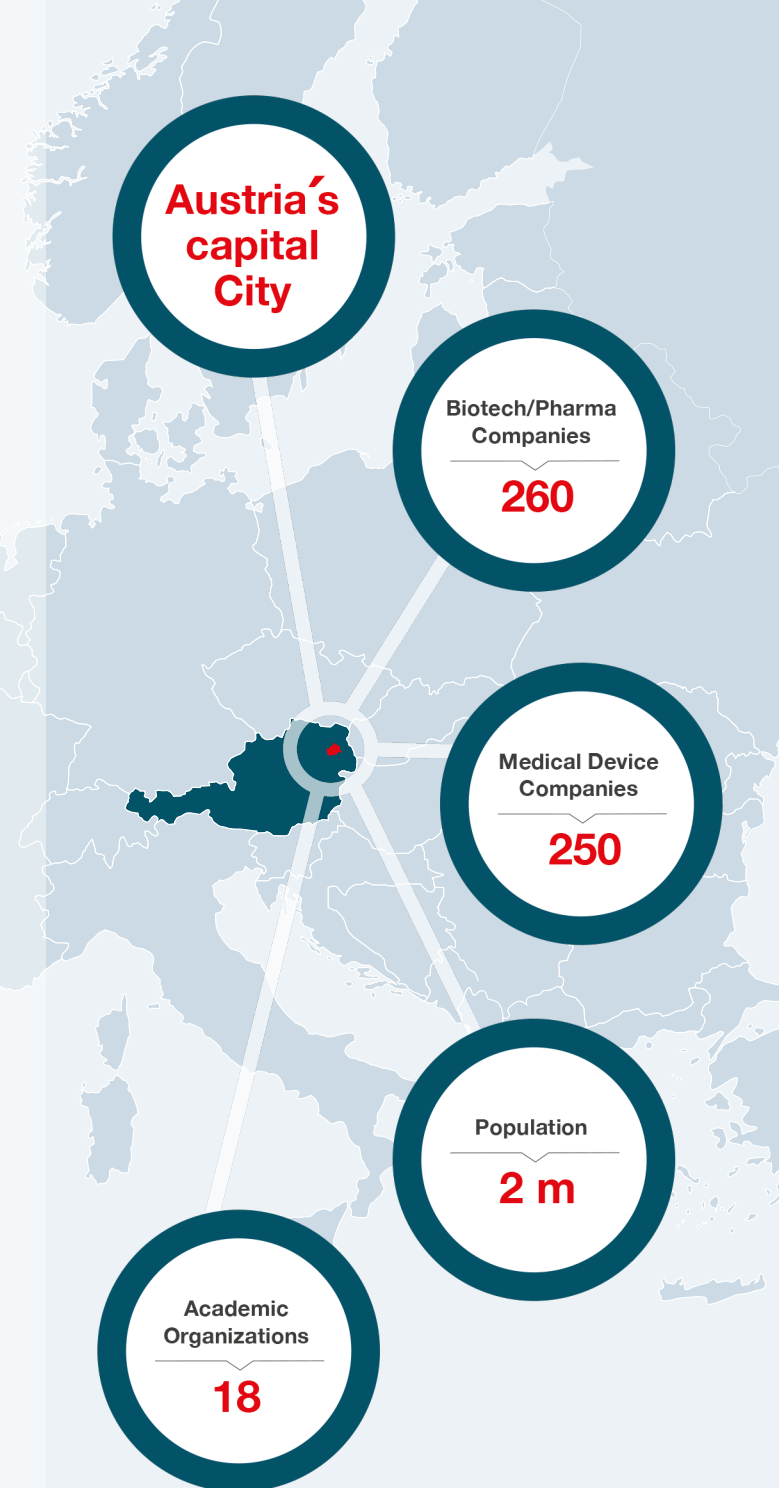 Austria´s
capital
City
Biotech/Pharma
Companies
260
Medical Device
Companies
250
Population
2 m
Academic
Organizations
18